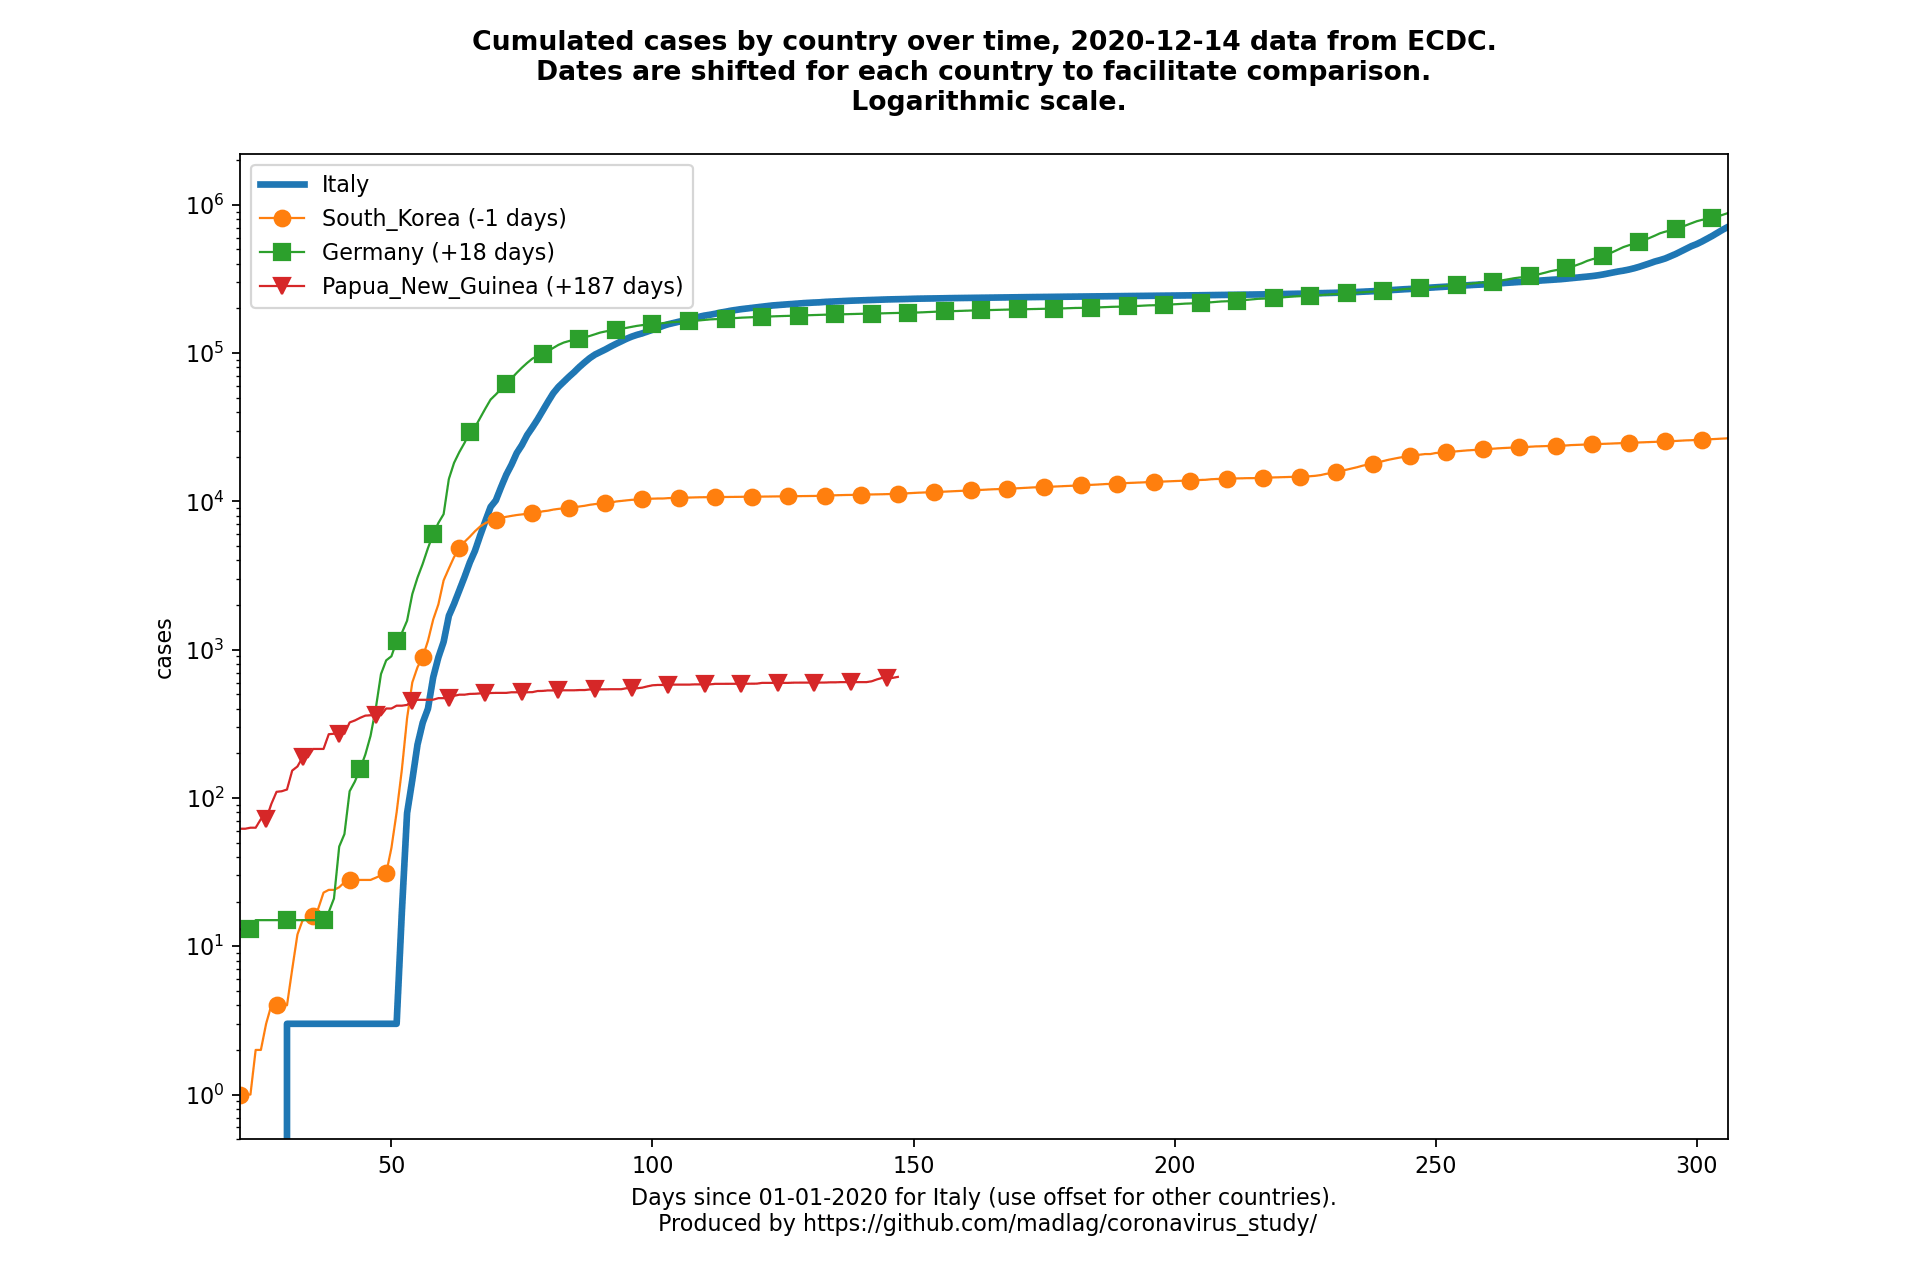 Cumulated cases by country over time, 2020-12-14 data from ECDC.
Dates are shifted for each country to facilitate comparison.
Logarithmic scale.
Italy
South_Korea (-1 days)
Germany (+18 days)
Papua_New_Guinea (+187 days)
10^6
10^5
10^4
10^3
10^2
10^1
10^0
cases
50 100 150 200 250 300
Days since 01-01-2020 for Italy (use offset for other countries).
Produced by https://github.com/madlag/coronavirus_study/